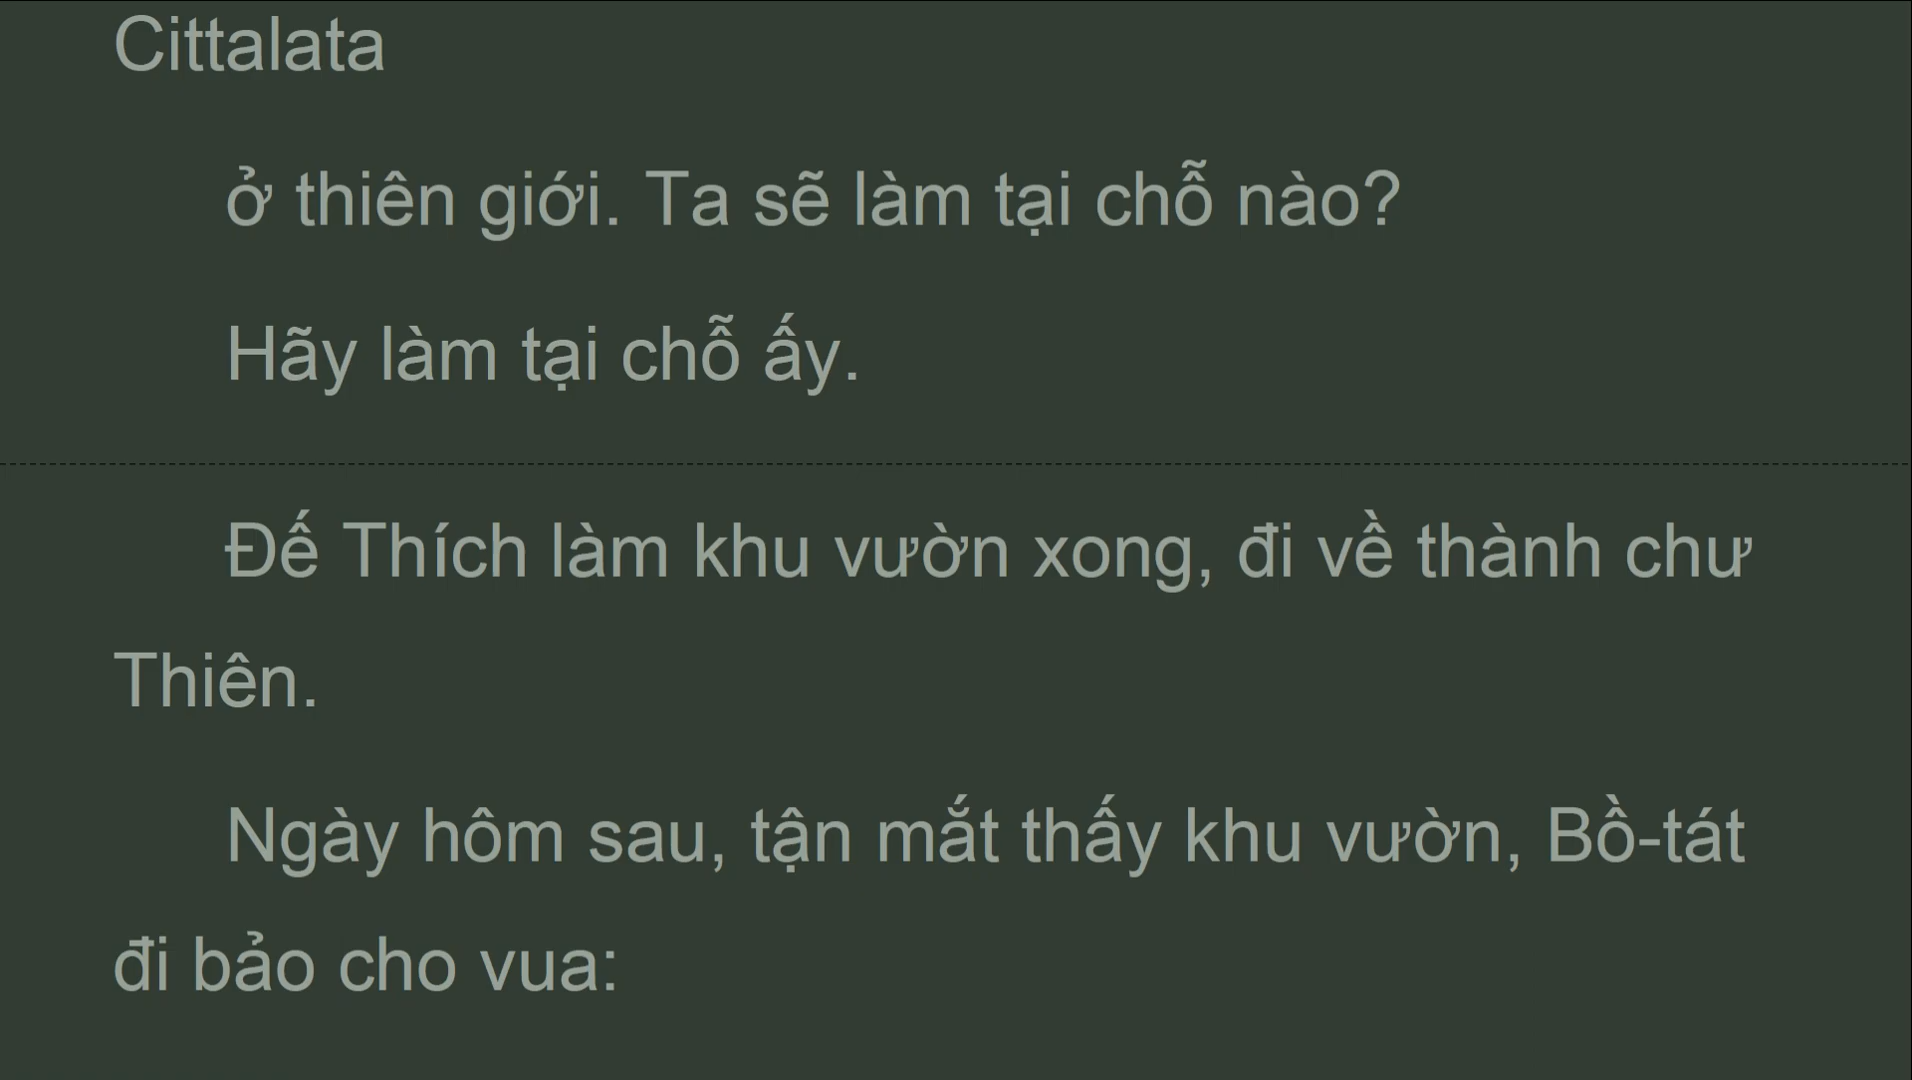 Cittalata
ở thiên giới. Ta sẽ làm tại chỗ nào?
Hãy làm tại chỗ ấy.
Đế Thích làm khu vườn xong, đi về thành chư
Thiên.
Ngày hôm sau, tận mắt thấy khu vườn, Bồ-tát
đi bảo cho vua: